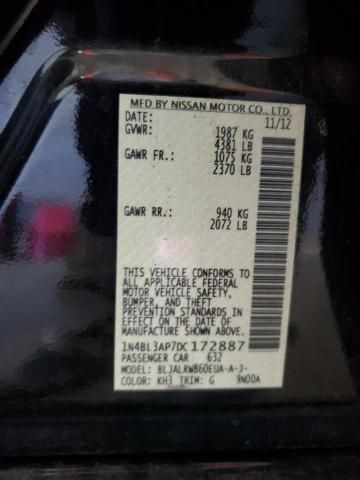 MFD BY NISSAN MOTOR CO., LTD.
DATE: 11/12
GVWR: 1987 KG
4381 LB
GAWR FR.: 1075 KG
2370 LB
GAWR RR.: 940 KG
2072 LB
THIS VEHICLE CONFORMS TO
ALL APPLICABLE FEDERAL
MOTOR VEHICLE SAFETY,
BUMPER, AND THEFT
PREVENTION STANDARDS IN
EFFECT ON THE DATE OF
MANUFACTURE SHOWN ABOVE.
1N4BL3AP7DC172887
PASSENGER CAR 632
MODEL: BLJALRW860EUA-A-J-
COLOR: KH3 TRIM: G 9N00A